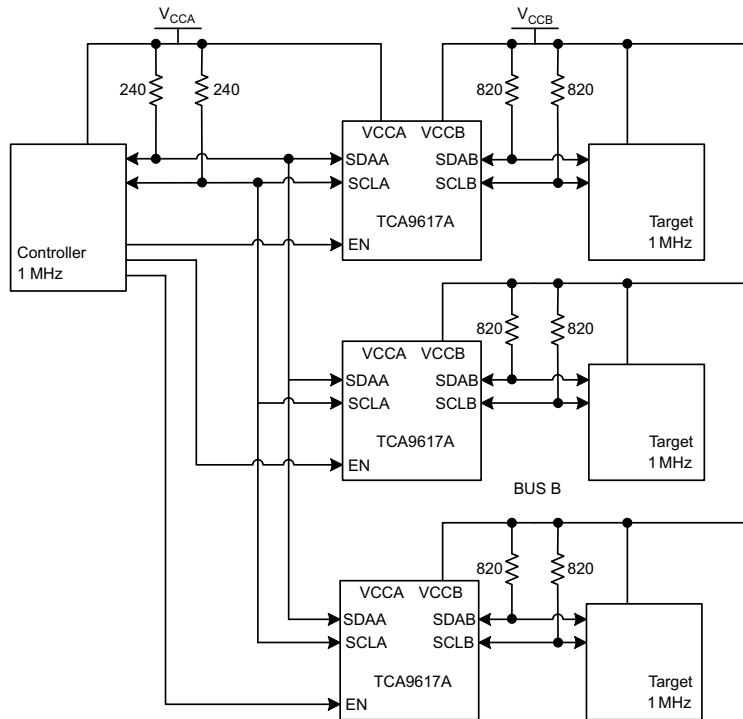 VCCA
VCCB
240
240
820
820
VCCA
VCCB
SDAA
SDAB
SCLA
SCLB
TCA9617A
EN
Controller
1 MHz
Target
1 MHz
820
820
VCCA
VCCB
SDAA
SDAB
SCLA
SCLB
TCA9617A
EN
Target
1 MHz
BUS B
820
820
VCCA
VCCB
SDAA
SDAB
SCLA
SCLB
TCA9617A
EN
Target
1 MHz